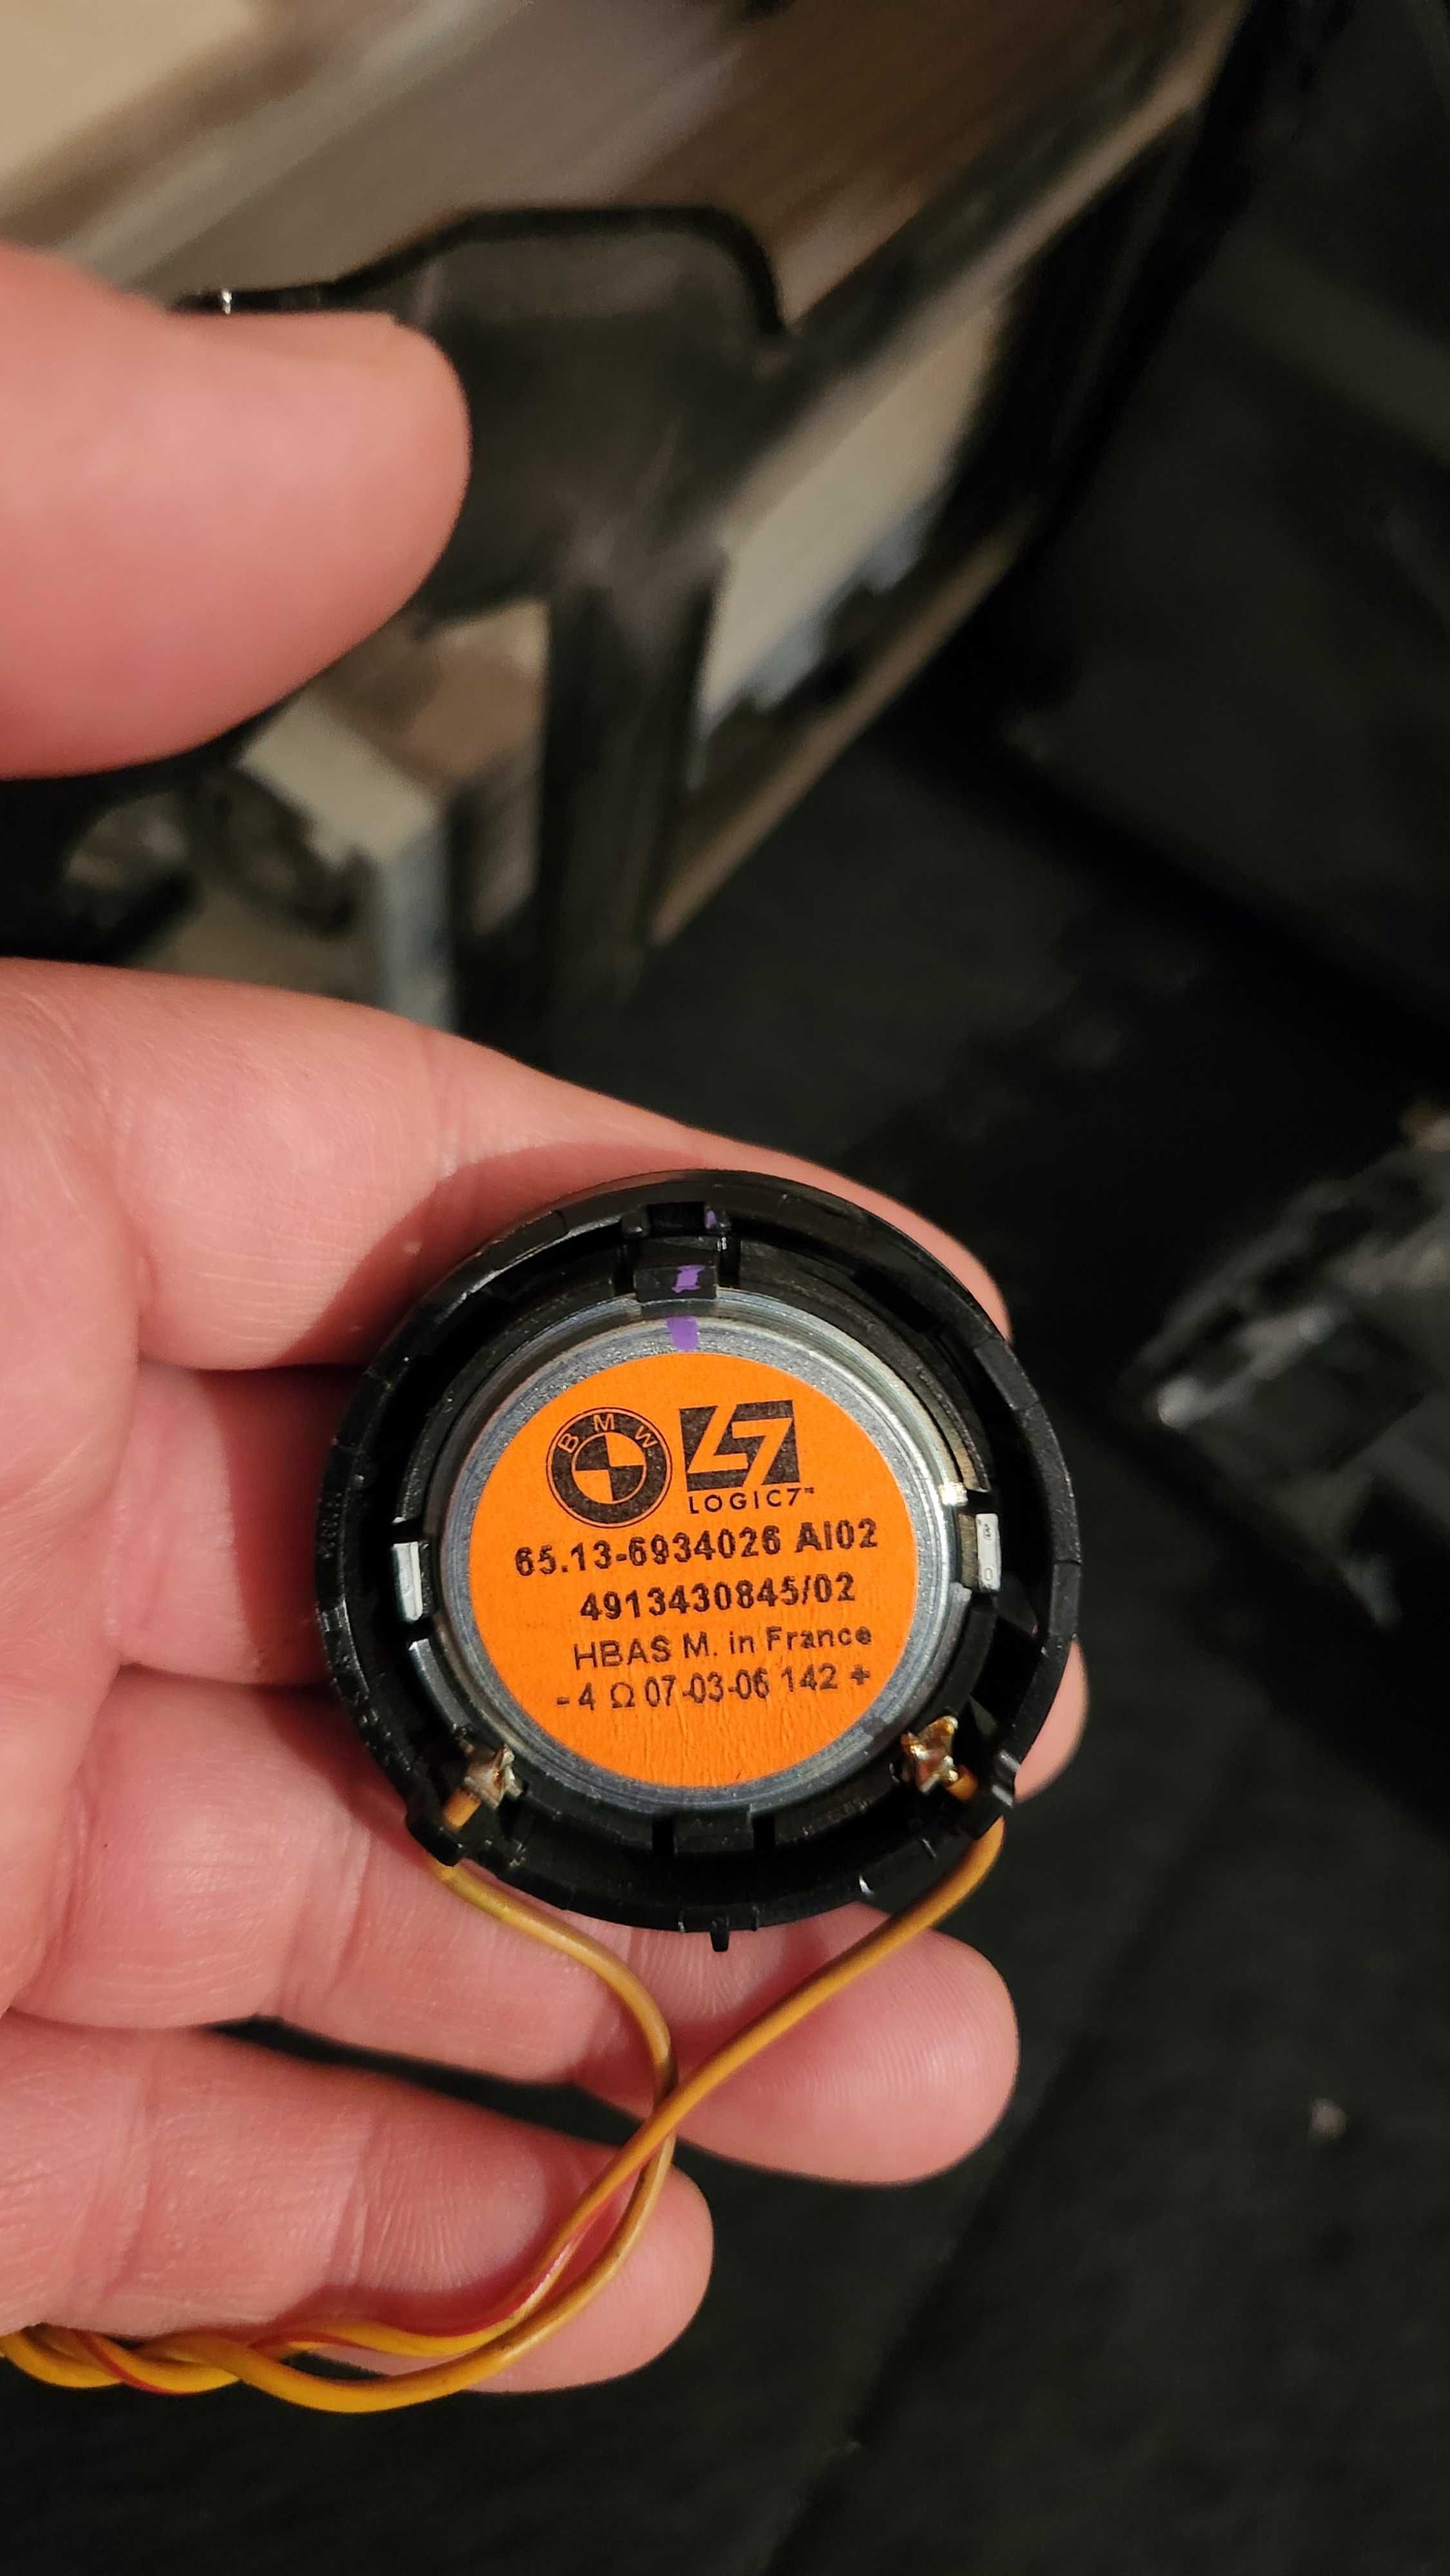 BMW
L7
LOGIC7™
65.13-6934026 AI02
4913430845/02
HBAS M. in France
- 4 Ω 07-03-06 142 +